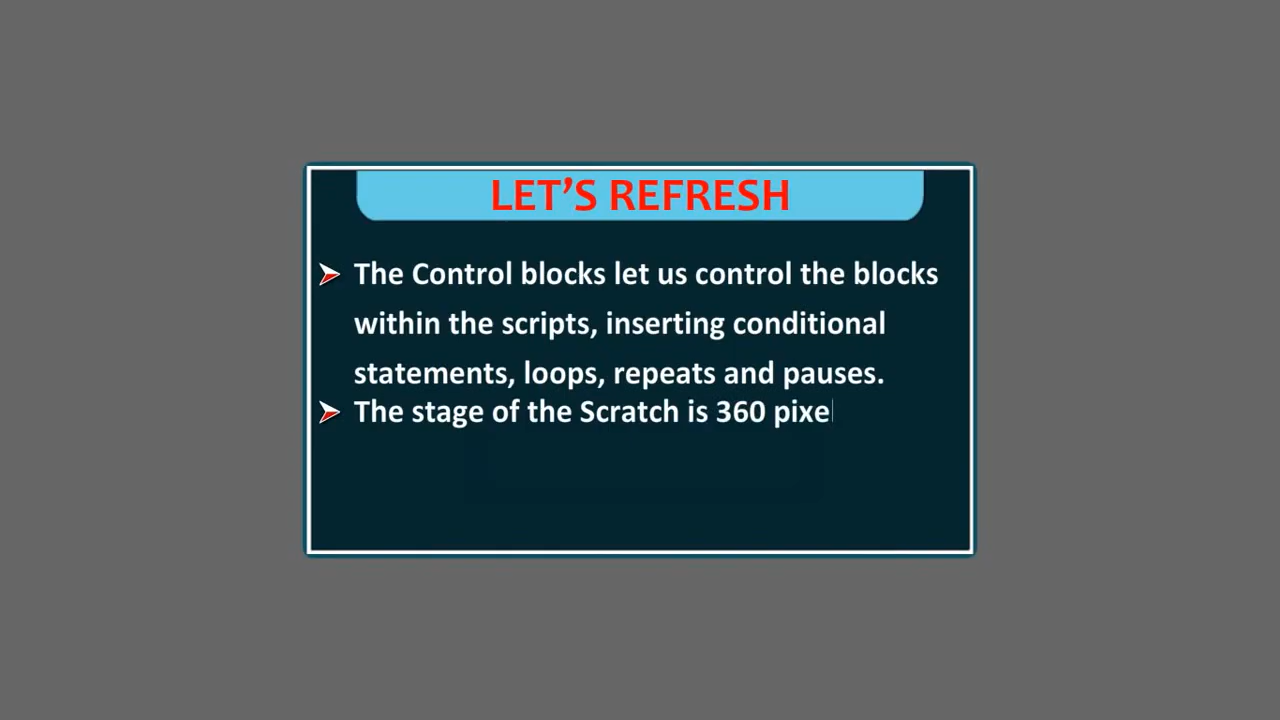 LET’S REFRESH
The Control blocks let us control the blocks
within the scripts, inserting conditional
statements, loops, repeats and pauses.
The stage of the Scratch is 360 pixe